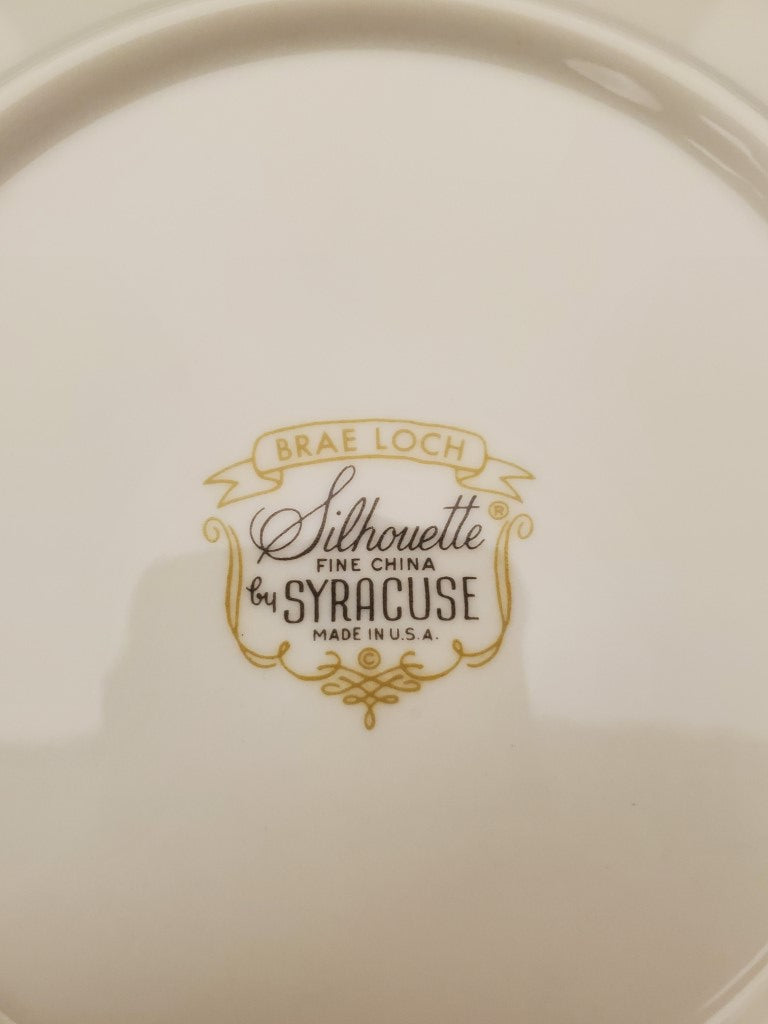 BRAE LOCH
Silhouette ®
FINE CHINA
by SYRACUSE
MADE IN U.S.A.
©